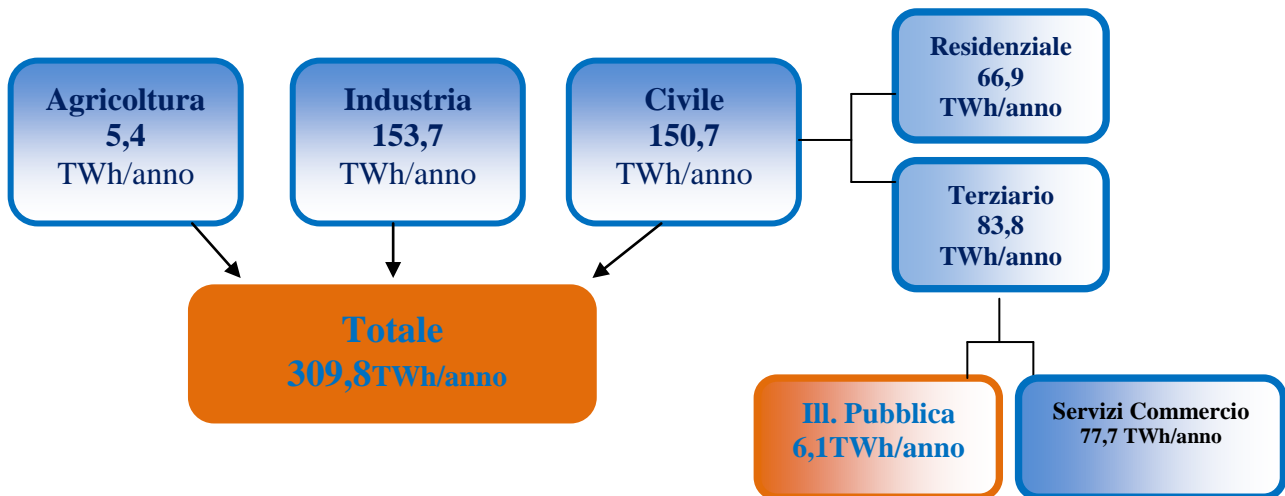 Agricoltura
5,4
TWh/anno
Industria
153,7
TWh/anno
Civile
150,7
TWh/anno
Residenziale
66,9
TWh/anno
Terziario
83,8
TWh/anno
Totale
309,8TWh/anno
Ill. Pubblica
6,1TWh/anno
Servizi Commercio
77,7 TWh/anno